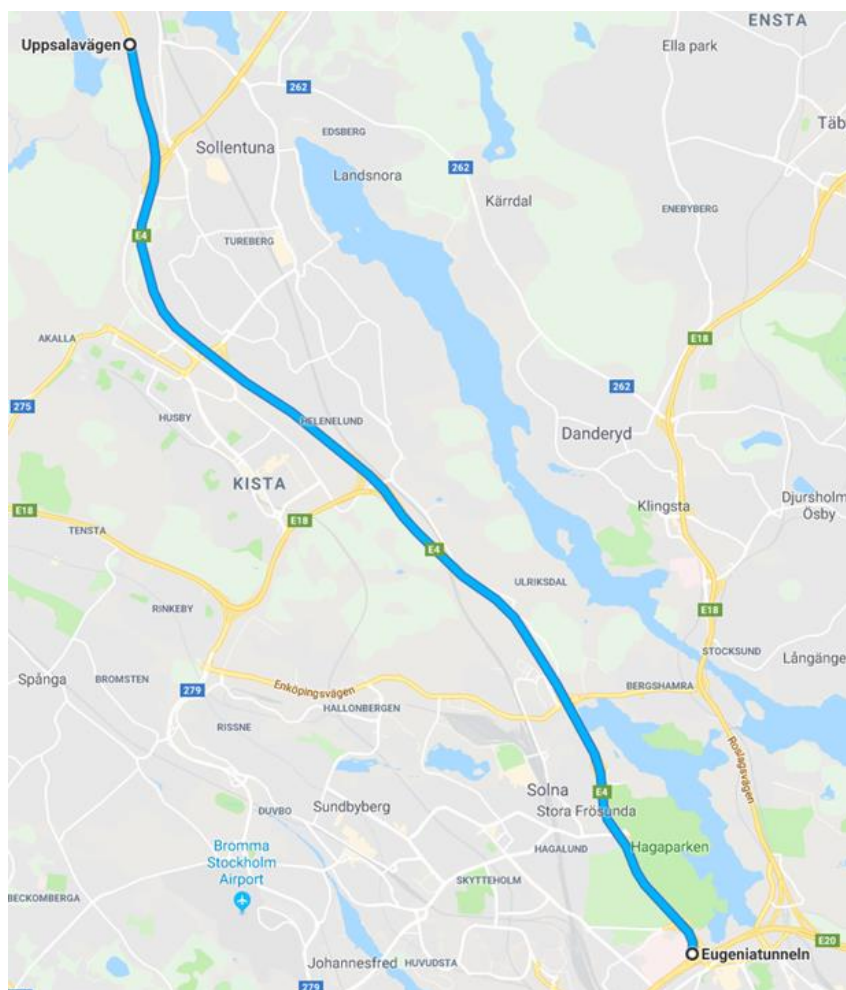 ENSTA
Uppsalavägen
Ella park
262
EDSBERG
Täb
Sollentuna
Landsnora
262
Kärrdal
ENEBYBERG
E4
TUREBERG
AKALLA
E18
275
262
HUSBY
HELENELUND
Danderyd
KISTA
Djursholm
Ösby
E18
E18
Klingsta
TENSTA
E4
ULRIKSDAL
RINKEBY
E18
STOCKSUND
Spånga
BROMSTEN
279
Enköpingsvägen
BERGSHAMRA
Långänge
HALLONBERGEN
RISSNE
Roslagsvägen
Solna
E4
DUVBO
Sundbyberg
Stora Frösunda
Bromma
Stockholm
Airport
HAGALUND
Hagaparken
SKYTTEHOLM
BECKOMBERGA
E20
Eugeniatunneln
Johannesfred
HUVUDSTA
279